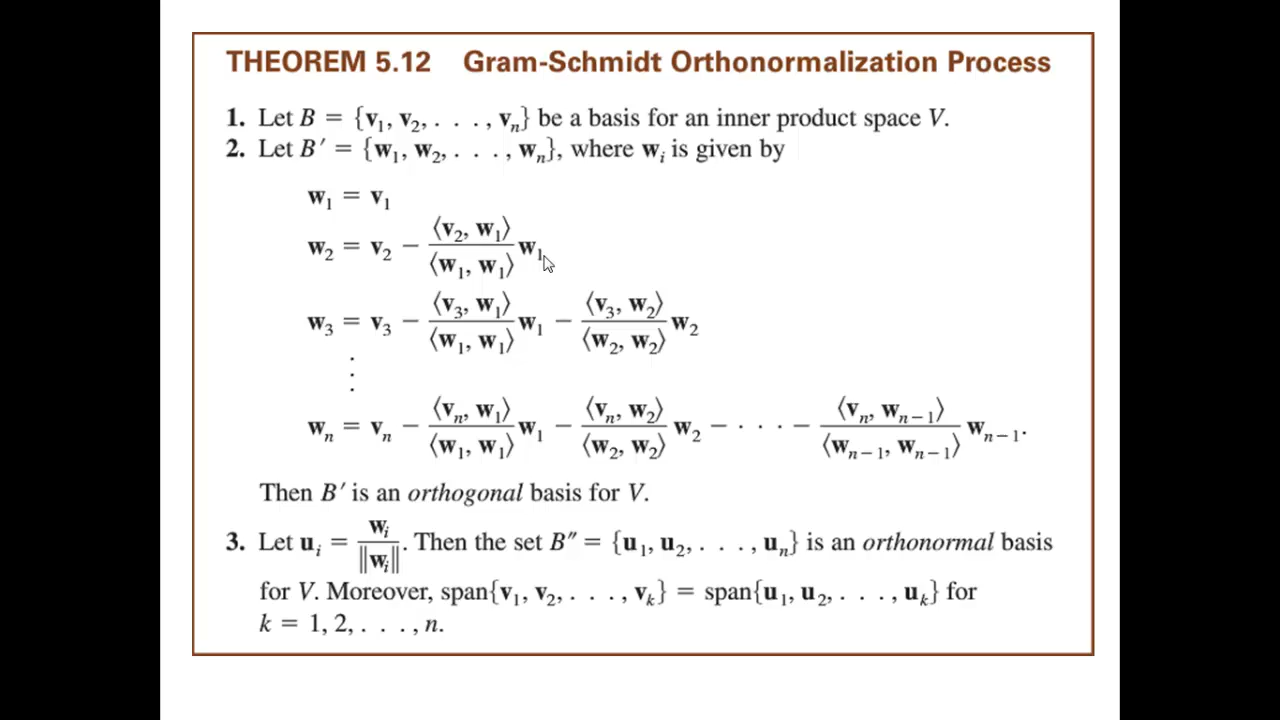 THEOREM 5.12 Gram-Schmidt Orthonormalization Process
1. Let B = {v₁, v₂, . . . , vₙ} be a basis for an inner product space V.
2. Let B′ = {w₁, w₂, . . . , wₙ}, where wᵢ is given by
w₁ = v₁
w₂ = v₂ − ⟨v₂, w₁⟩/⟨w₁, w₁⟩ w₁
w₃ = v₃ − ⟨v₃, w₁⟩/⟨w₁, w₁⟩ w₁ − ⟨v₃, w₂⟩/⟨w₂, w₂⟩ w₂
⋮
wₙ = vₙ − ⟨vₙ, w₁⟩/⟨w₁, w₁⟩ w₁ − ⟨vₙ, w₂⟩/⟨w₂, w₂⟩ w₂ − · · · − ⟨vₙ, wₙ₋₁⟩/⟨wₙ₋₁, wₙ₋₁⟩ wₙ₋₁.
Then B′ is an orthogonal basis for V.
3. Let uᵢ = wᵢ/‖wᵢ‖. Then the set B″ = {u₁, u₂, . . . , uₙ} is an orthonormal basis
for V. Moreover, span{v₁, v₂, . . . , vₖ} = span{u₁, u₂, . . . , uₖ} for
k = 1, 2, . . . , n.